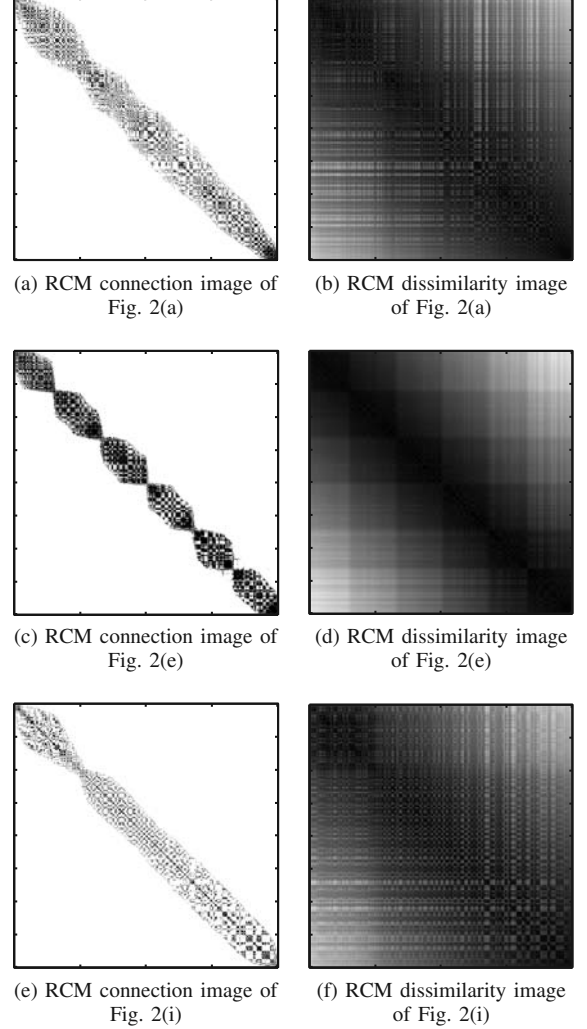 (a) RCM connection image of
Fig. 2(a)
(b) RCM dissimilarity image
of Fig. 2(a)
(c) RCM connection image of
Fig. 2(e)
(d) RCM dissimilarity image
of Fig. 2(e)
(e) RCM connection image of
Fig. 2(i)
(f) RCM dissimilarity image
of Fig. 2(i)